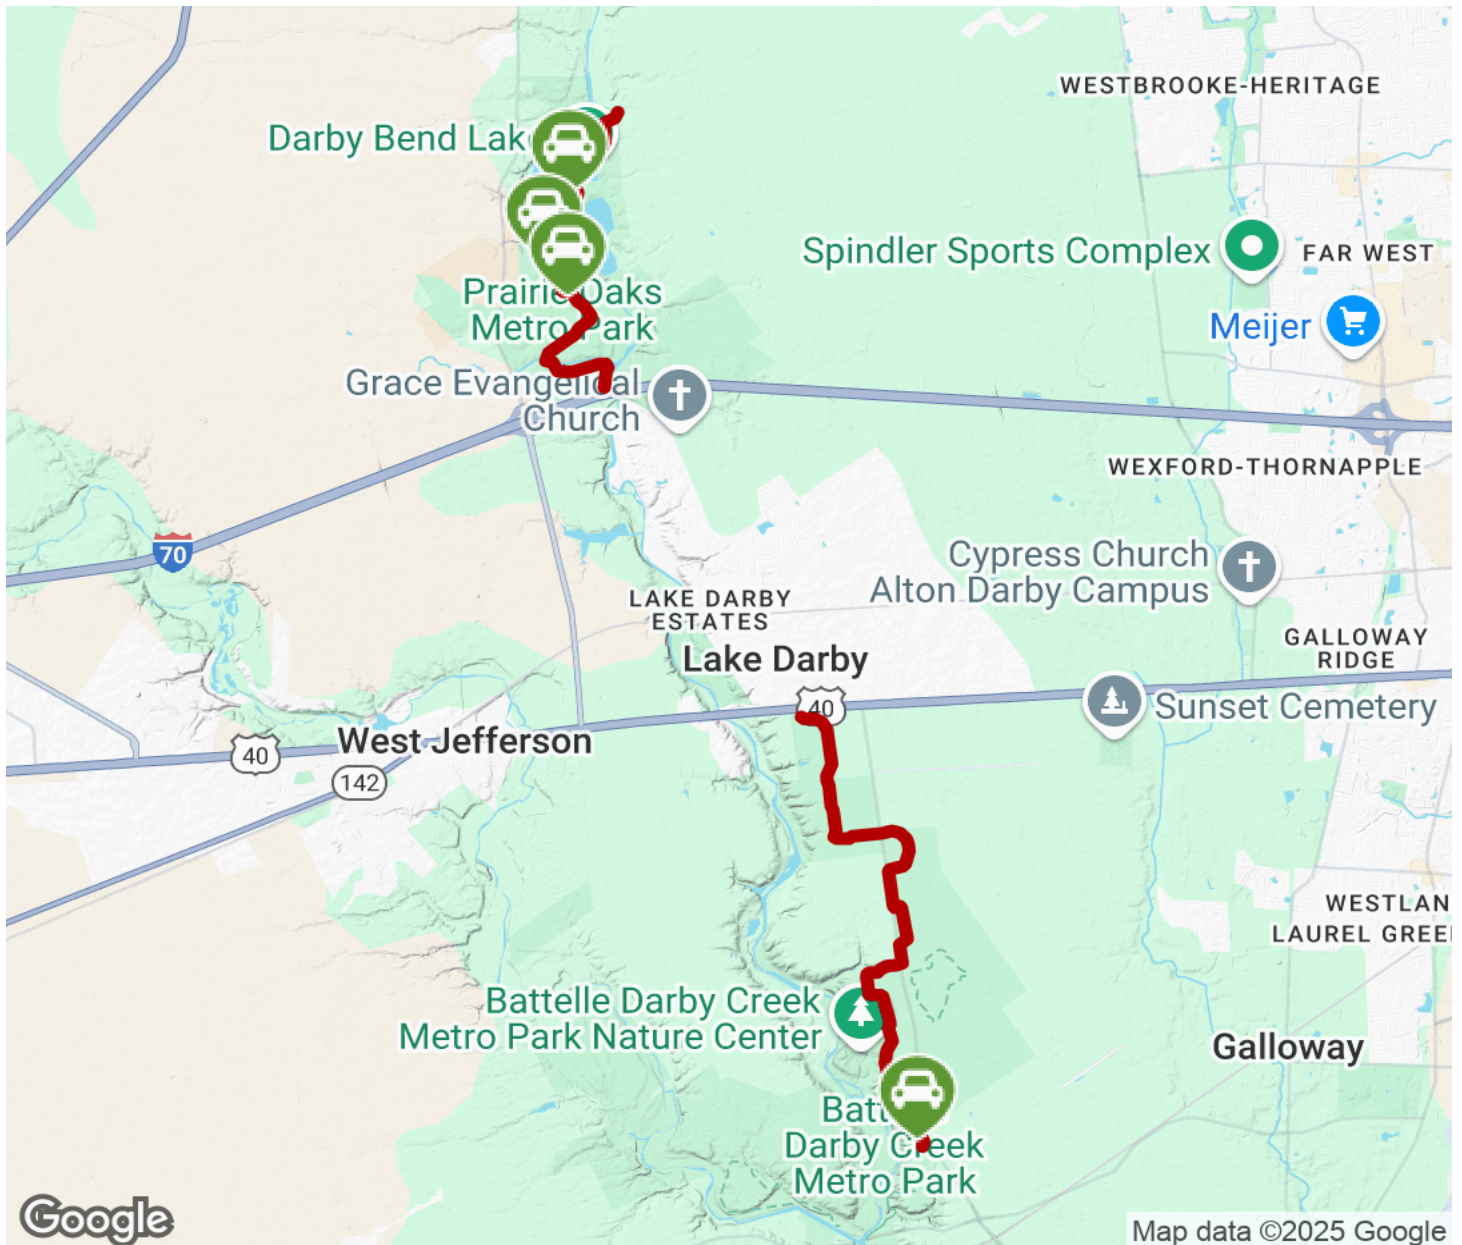 WESTBROOKE-HERITAGE
Darby Bend Lak
Spindler Sports Complex
FAR WEST
Prairie Oaks
Metro Park
Meijer
Grace Evangelical
Church
WEXFORD-THORNAPPLE
70
Cypress Church
Alton Darby Campus
LAKE DARBY
ESTATES
GALLOWAY
RIDGE
Lake Darby
40
Sunset Cemetery
West Jefferson
40
142
WESTLAN
LAUREL GREE
Battelle Darby Creek
Metro Park Nature Center
Galloway
Batt
Darby Creek
Metro Park
Google
Map data ©2025 Google